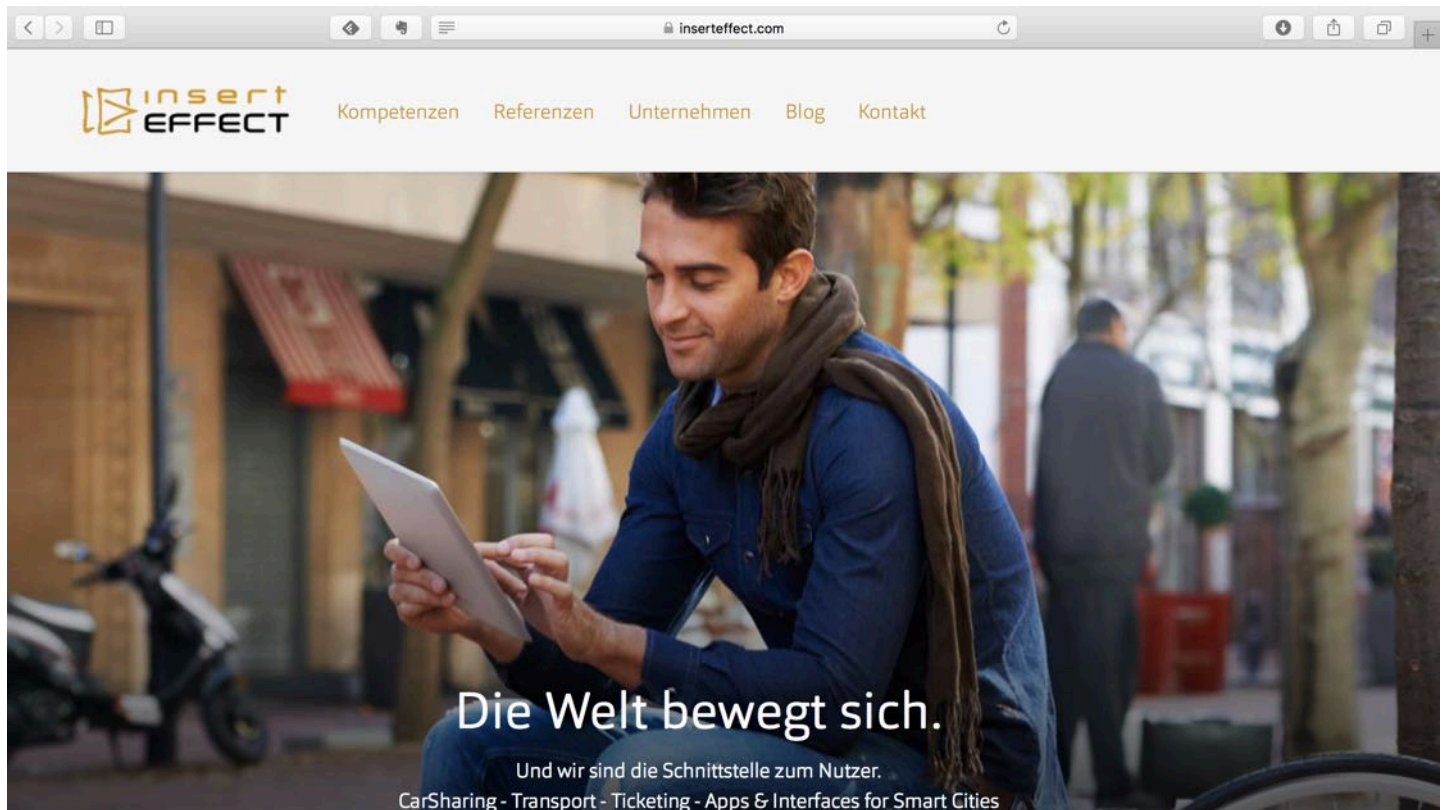 inserteffect.com
insert
EFFECT
Kompetenzen Referenzen Unternehmen Blog Kontakt
Die Welt bewegt sich.
Und wir sind die Schnittstelle zum Nutzer.
CarSharing - Transport - Ticketing - Apps & Interfaces for Smart Cities